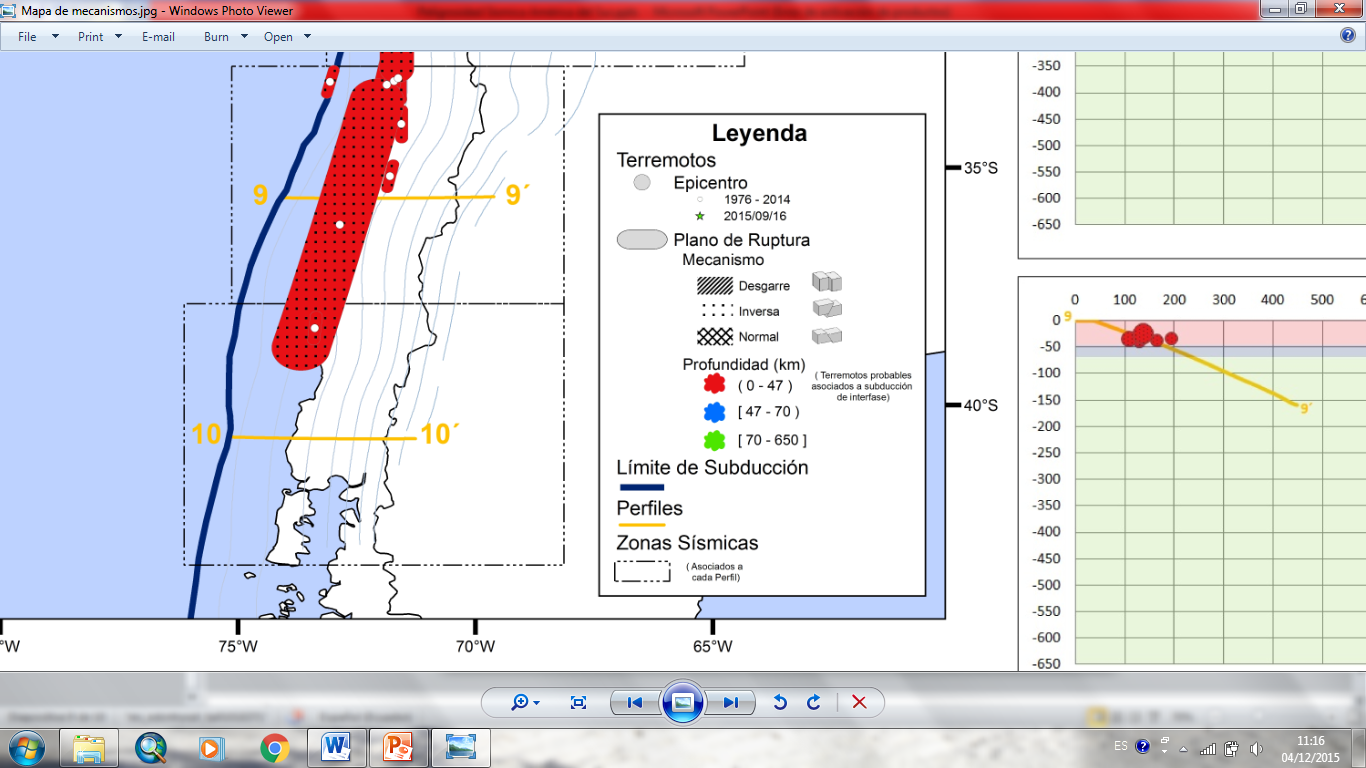 Mapa de mecanismos.jpg - Windows Photo Viewer
File Print E-mail Burn Open
9 9´
10 10´
35°S
40°S
°W 75°W 70°W 65°W
Leyenda
Terremotos
Epicentro
1976 - 2014
2015/09/16
Plano de Ruptura
Mecanismo
Desgarre
Inversa
Normal
Profundidad (km)
( 0 - 47 )
[ 47 - 70 )
[ 70 - 650 ]
( Terremotos probables
asociados a subducción
de interfase)
Límite de Subducción
Perfiles
Zonas Sísmicas
( Asociados a
cada Perfil)
-350
-400
-450
-500
-550
-600
-650
0 100 200 300 400 500 6
9
0
-50
-100
-150
-200
-250
-300
-350
-400
-450
-500
-550
-600
-650
9´
ES
11:16
04/12/2015